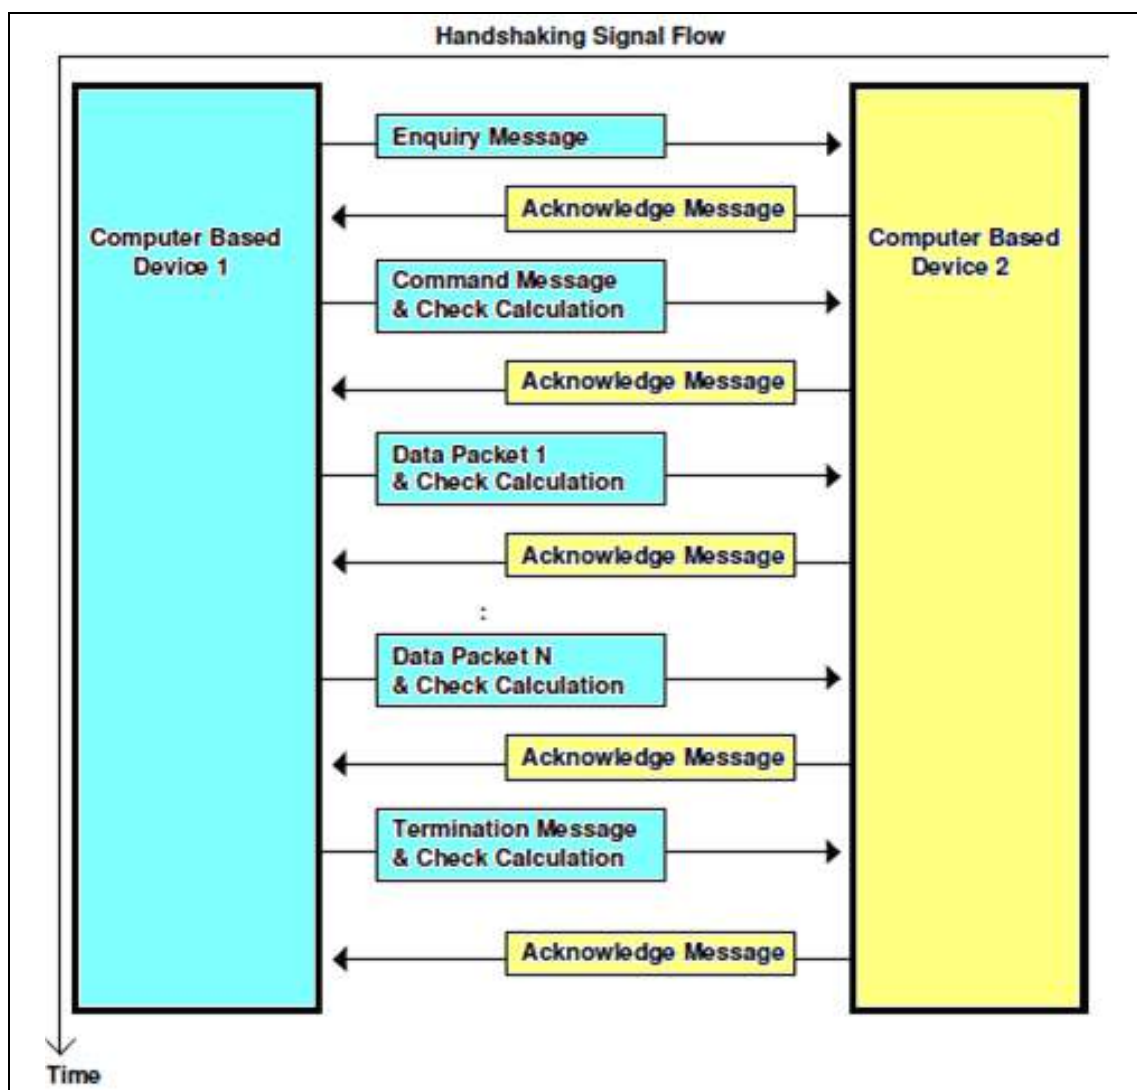 Handshaking Signal Flow
Enquiry Message
Acknowledge Message
Computer Based
Device 1
Computer Based
Device 2
Command Message
& Check Calculation
Acknowledge Message
Data Packet 1
& Check Calculation
Acknowledge Message
:
Data Packet N
& Check Calculation
Acknowledge Message
Termination Message
& Check Calculation
Acknowledge Message
Time